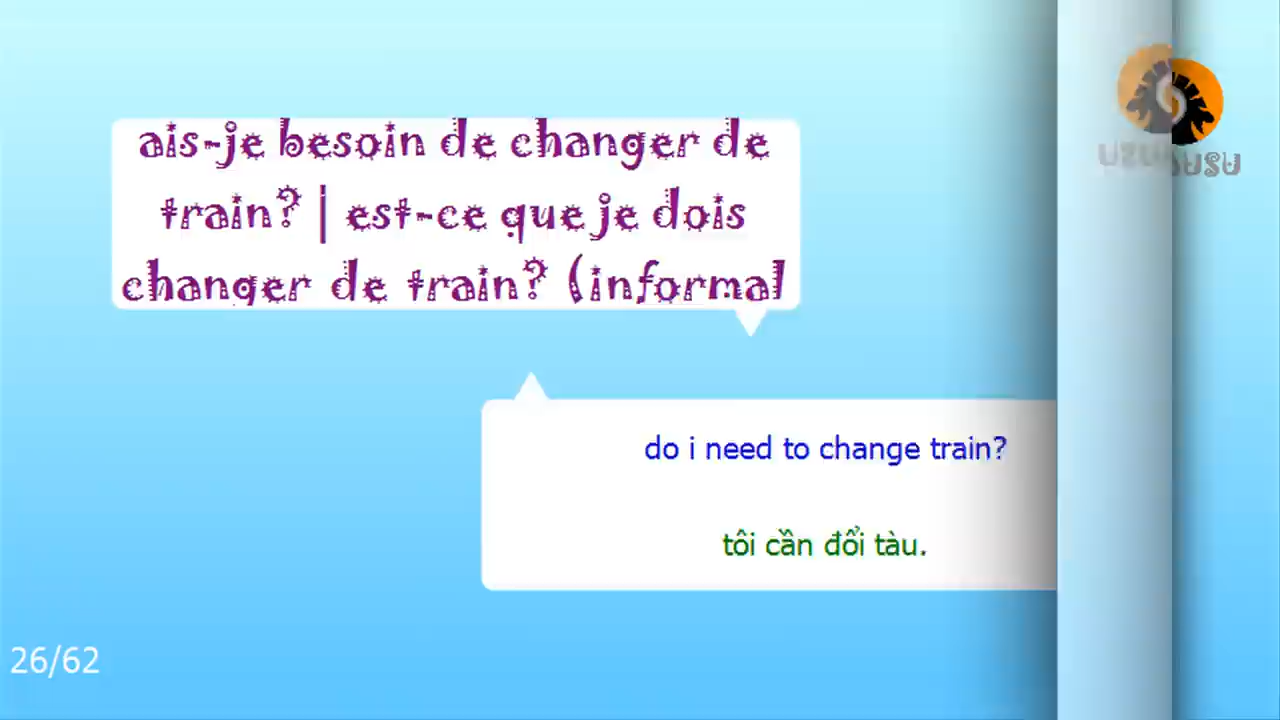 ais-je besoin de changer de
train? | est-ce que je dois
changer de train? (informal
do i need to change train?
tôi cần đổi tàu.
26/62